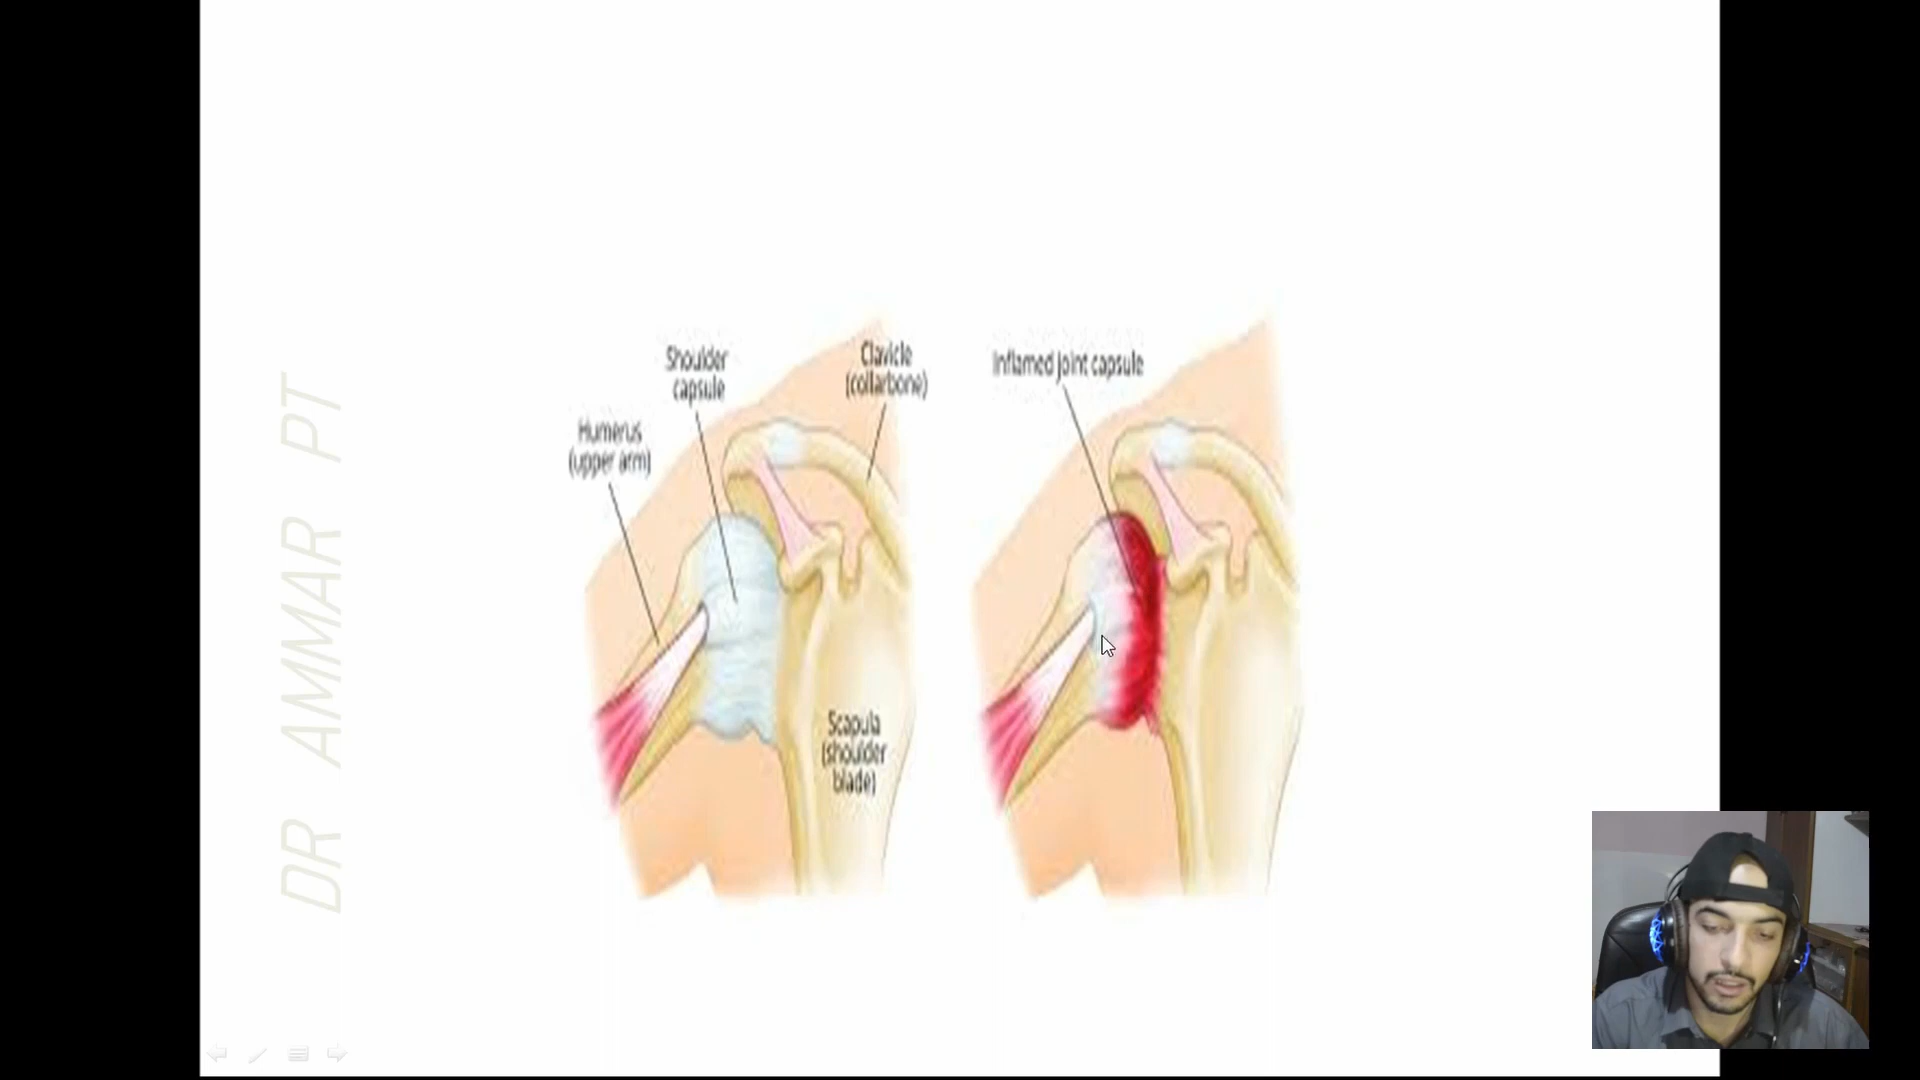 DR AMMAR PT
Shoulder
capsule
Clavicle
(collarbone)
Humerus
(upper arm)
Scapula
(shoulder
blade)
Inflamed joint capsule